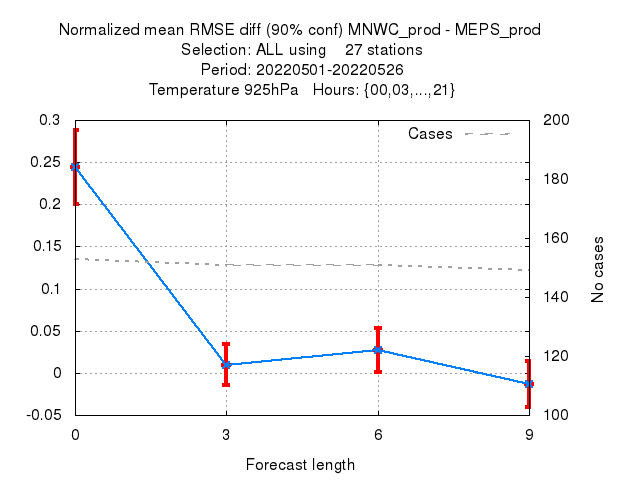 Normalized mean RMSE diff (90% conf) MNWC_prod - MEPS_prod
Selection: ALL using    27 stations
Period: 20220501-20220526
Temperature 925hPa   Hours: {00,03,...,21}
Cases
0.3
0.25
0.2
0.15
0.1
0.05
0
-0.05
200
180
160
140
120
100
No cases
0 3 6 9
Forecast length